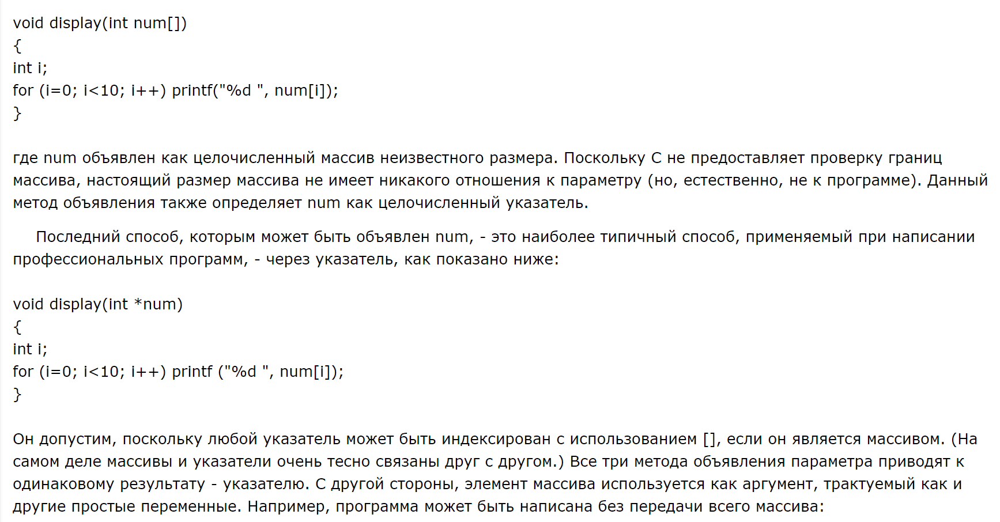 void display(int num[])
{
int i;
for (i=0; i<10; i++) printf("%d ", num[i]);
}
где num объявлен как целочисленный массив неизвестного размера. Поскольку С не предоставляет проверку границ
массива, настоящий размер массива не имеет никакого отношения к параметру (но, естественно, не к программе). Данный
метод объявления также определяет num как целочисленный указатель.
Последний способ, которым может быть объявлен num, - это наиболее типичный способ, применяемый при написании
профессиональных программ, - через указатель, как показано ниже:
void display(int *num)
{
int i;
for (i=0; i<10; i++) printf ("%d ", num[i]);
}
Он допустим, поскольку любой указатель может быть индексирован с использованием [], если он является массивом. (На
самом деле массивы и указатели очень тесно связаны друг с другом.) Все три метода объявления параметра приводят к
одинаковому результату - указателю. С другой стороны, элемент массива используется как аргумент, трактуемый как и
другие простые переменные. Например, программа может быть написана без передачи всего массива: